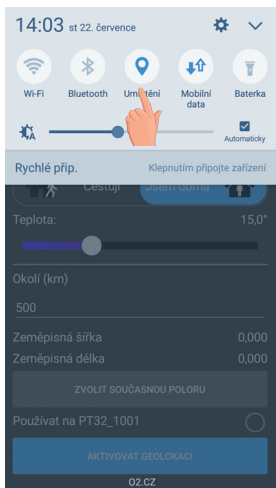 14:03 st 22. července
Wi-Fi Bluetooth Umístění Mobilní data Baterka
A
Automaticky
Rychlé přip. Klepnutím připojte zařízení
Cestuji Jsem doma
Teplota: 15,0°
Okolí (km)
500
Zeměpisná šířka 0,000
Zeměpisná délka 0,000
ZVOLIT SOUČASNOU POLORU
Používat na PT32_1001
AKTIVOVAT GEOLOKACI
O2.CZ